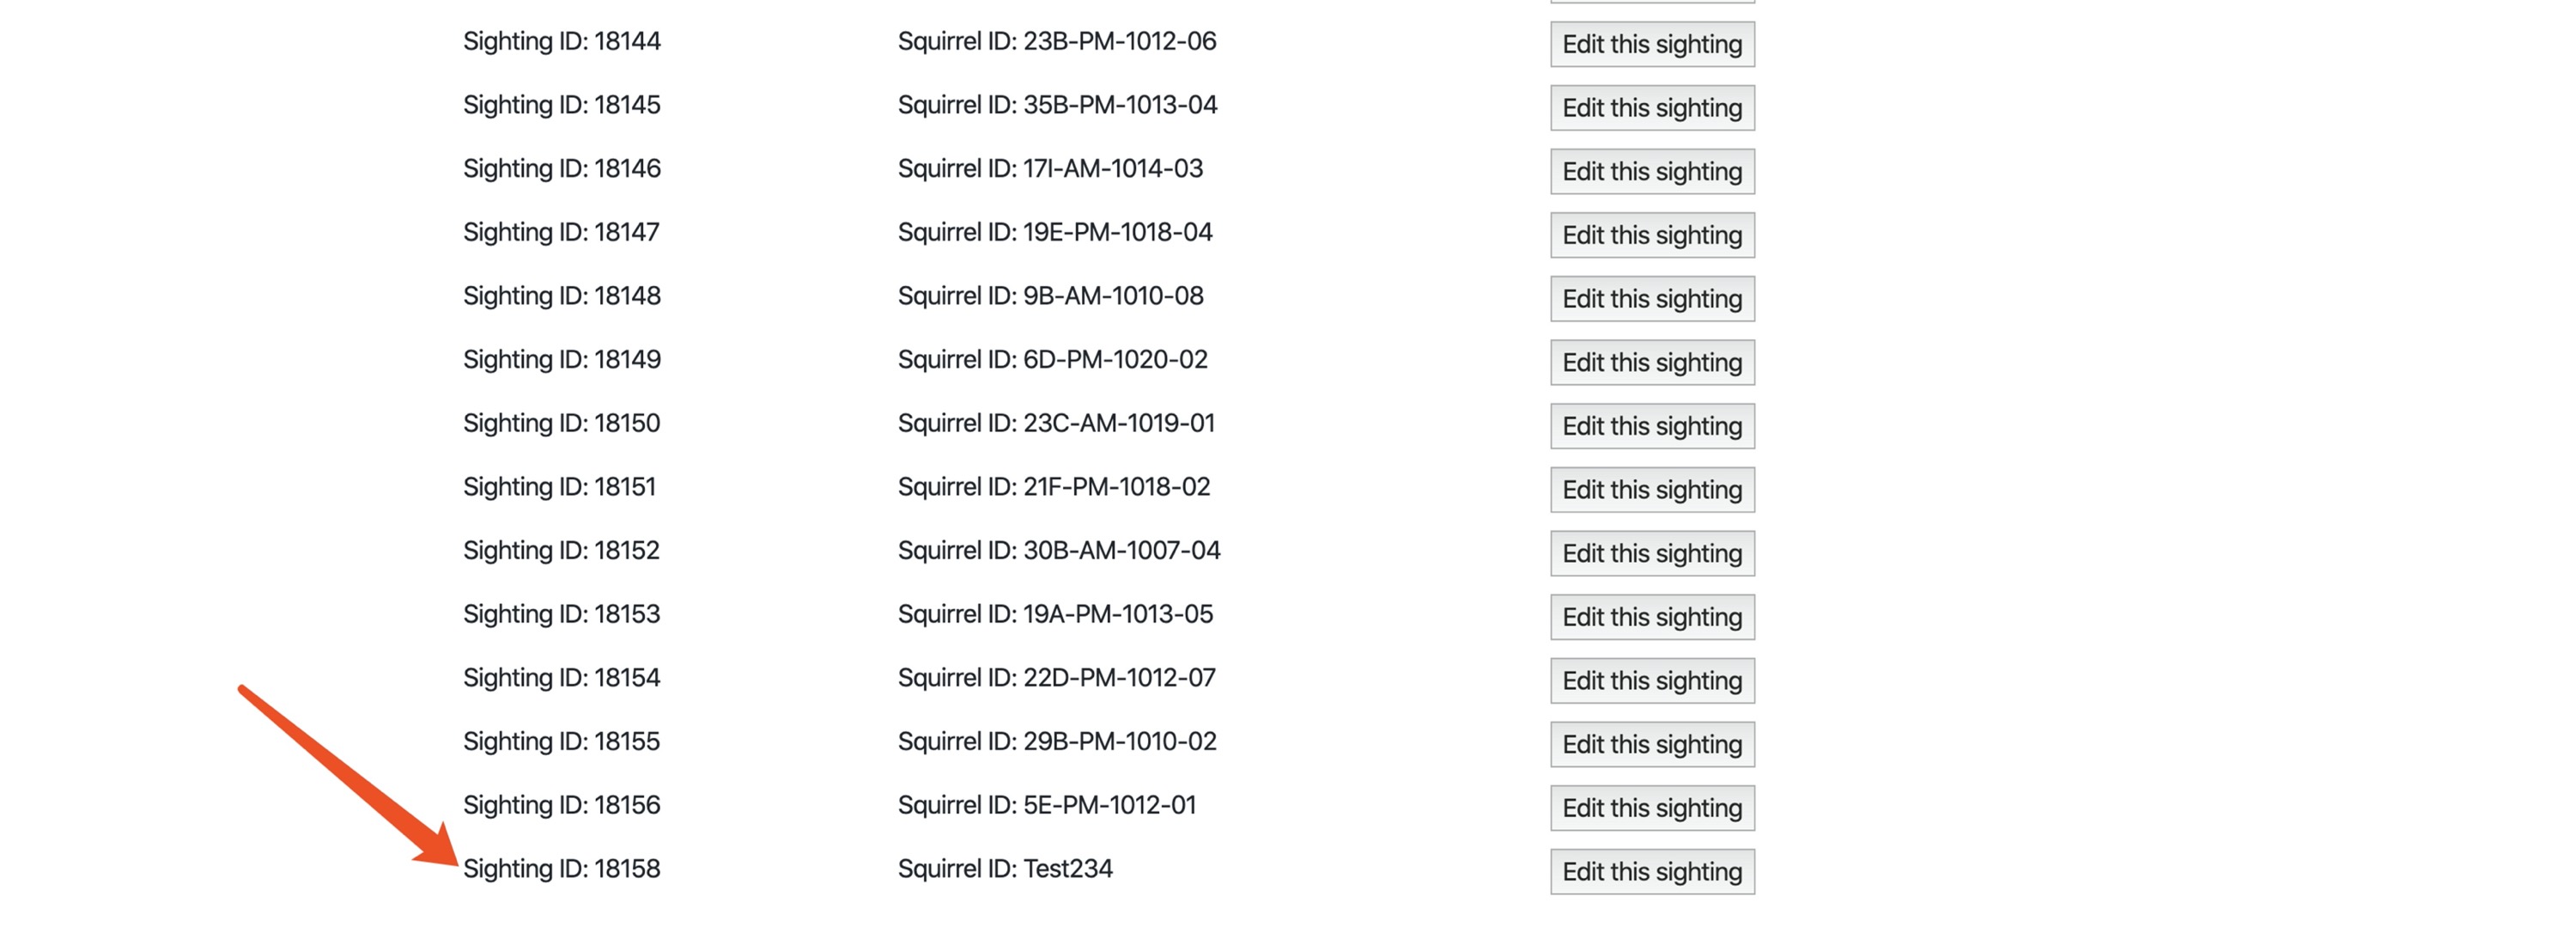 Sighting ID: 18144 Squirrel ID: 23B-PM-1012-06 Edit this sighting
Sighting ID: 18145 Squirrel ID: 35B-PM-1013-04 Edit this sighting
Sighting ID: 18146 Squirrel ID: 17I-AM-1014-03 Edit this sighting
Sighting ID: 18147 Squirrel ID: 19E-PM-1018-04 Edit this sighting
Sighting ID: 18148 Squirrel ID: 9B-AM-1010-08 Edit this sighting
Sighting ID: 18149 Squirrel ID: 6D-PM-1020-02 Edit this sighting
Sighting ID: 18150 Squirrel ID: 23C-AM-1019-01 Edit this sighting
Sighting ID: 18151 Squirrel ID: 21F-PM-1018-02 Edit this sighting
Sighting ID: 18152 Squirrel ID: 30B-AM-1007-04 Edit this sighting
Sighting ID: 18153 Squirrel ID: 19A-PM-1013-05 Edit this sighting
Sighting ID: 18154 Squirrel ID: 22D-PM-1012-07 Edit this sighting
Sighting ID: 18155 Squirrel ID: 29B-PM-1010-02 Edit this sighting
Sighting ID: 18156 Squirrel ID: 5E-PM-1012-01 Edit this sighting
Sighting ID: 18158 Squirrel ID: Test234 Edit this sighting